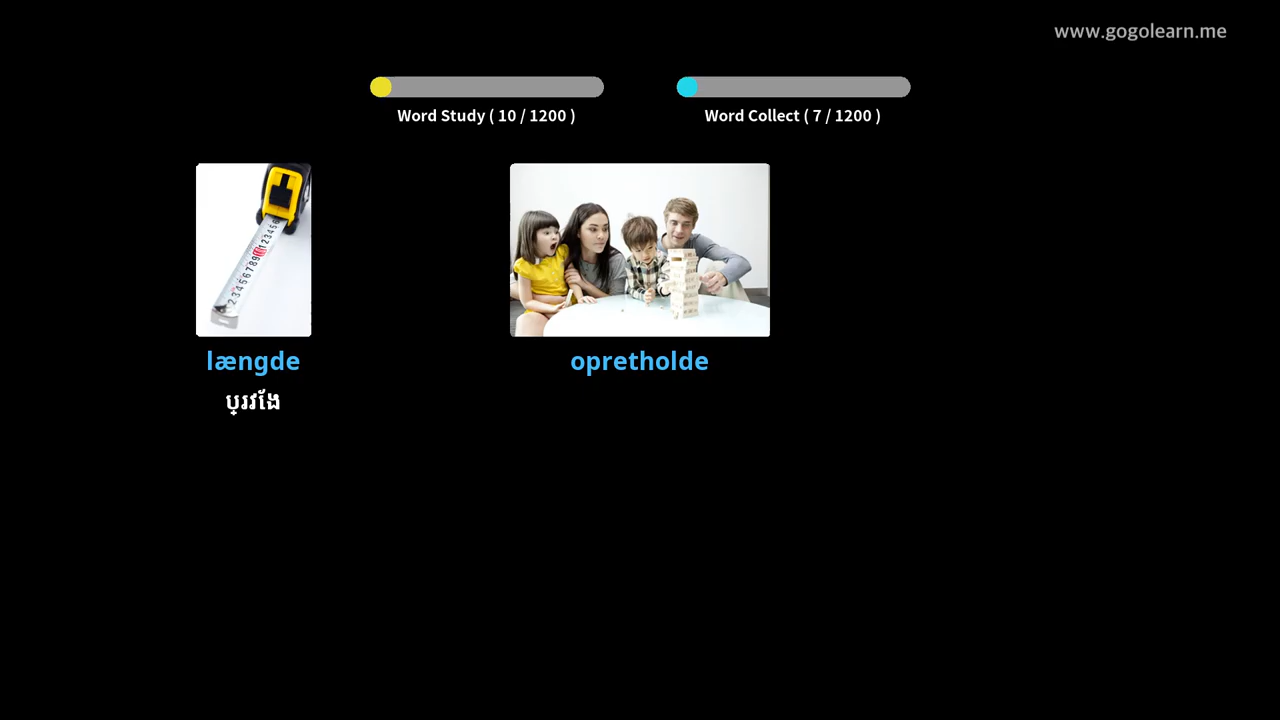 www.gogolearn.me
Word Study ( 10 / 1200 )
Word Collect ( 7 / 1200 )
længde
opretholde
ប្រវែង